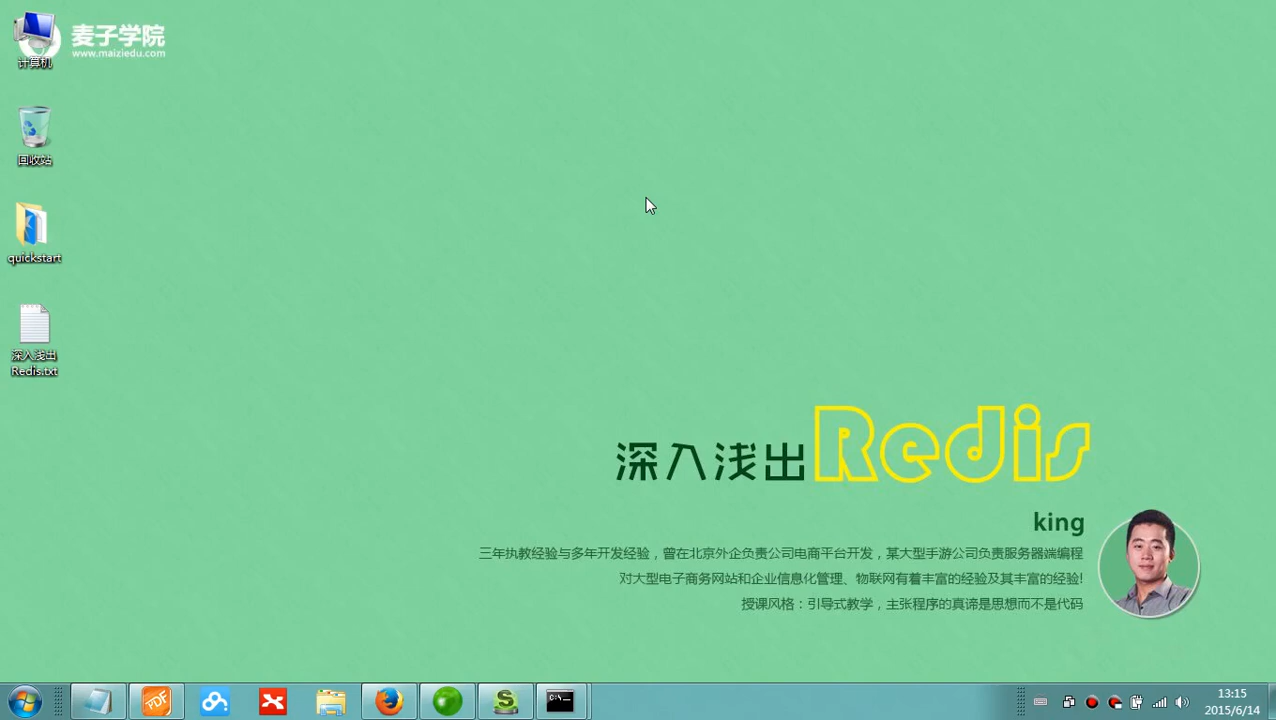 麦子学院
www.maiziedu.com
计算机
回收站
quickstart
深入浅出
Redis.txt
深入浅出Redis
king
三年执教经验与多年开发经验，曾在北京外企负责公司电商平台开发，某大型手游公司负责服务器端编程
对大型电子商务网站和企业信息化管理、物联网有着丰富的经验及其丰富的经验!
授课风格：引导式教学，主张程序的真谛是思想而不是代码
PDF
S
C:\.
13:15
2015/6/14